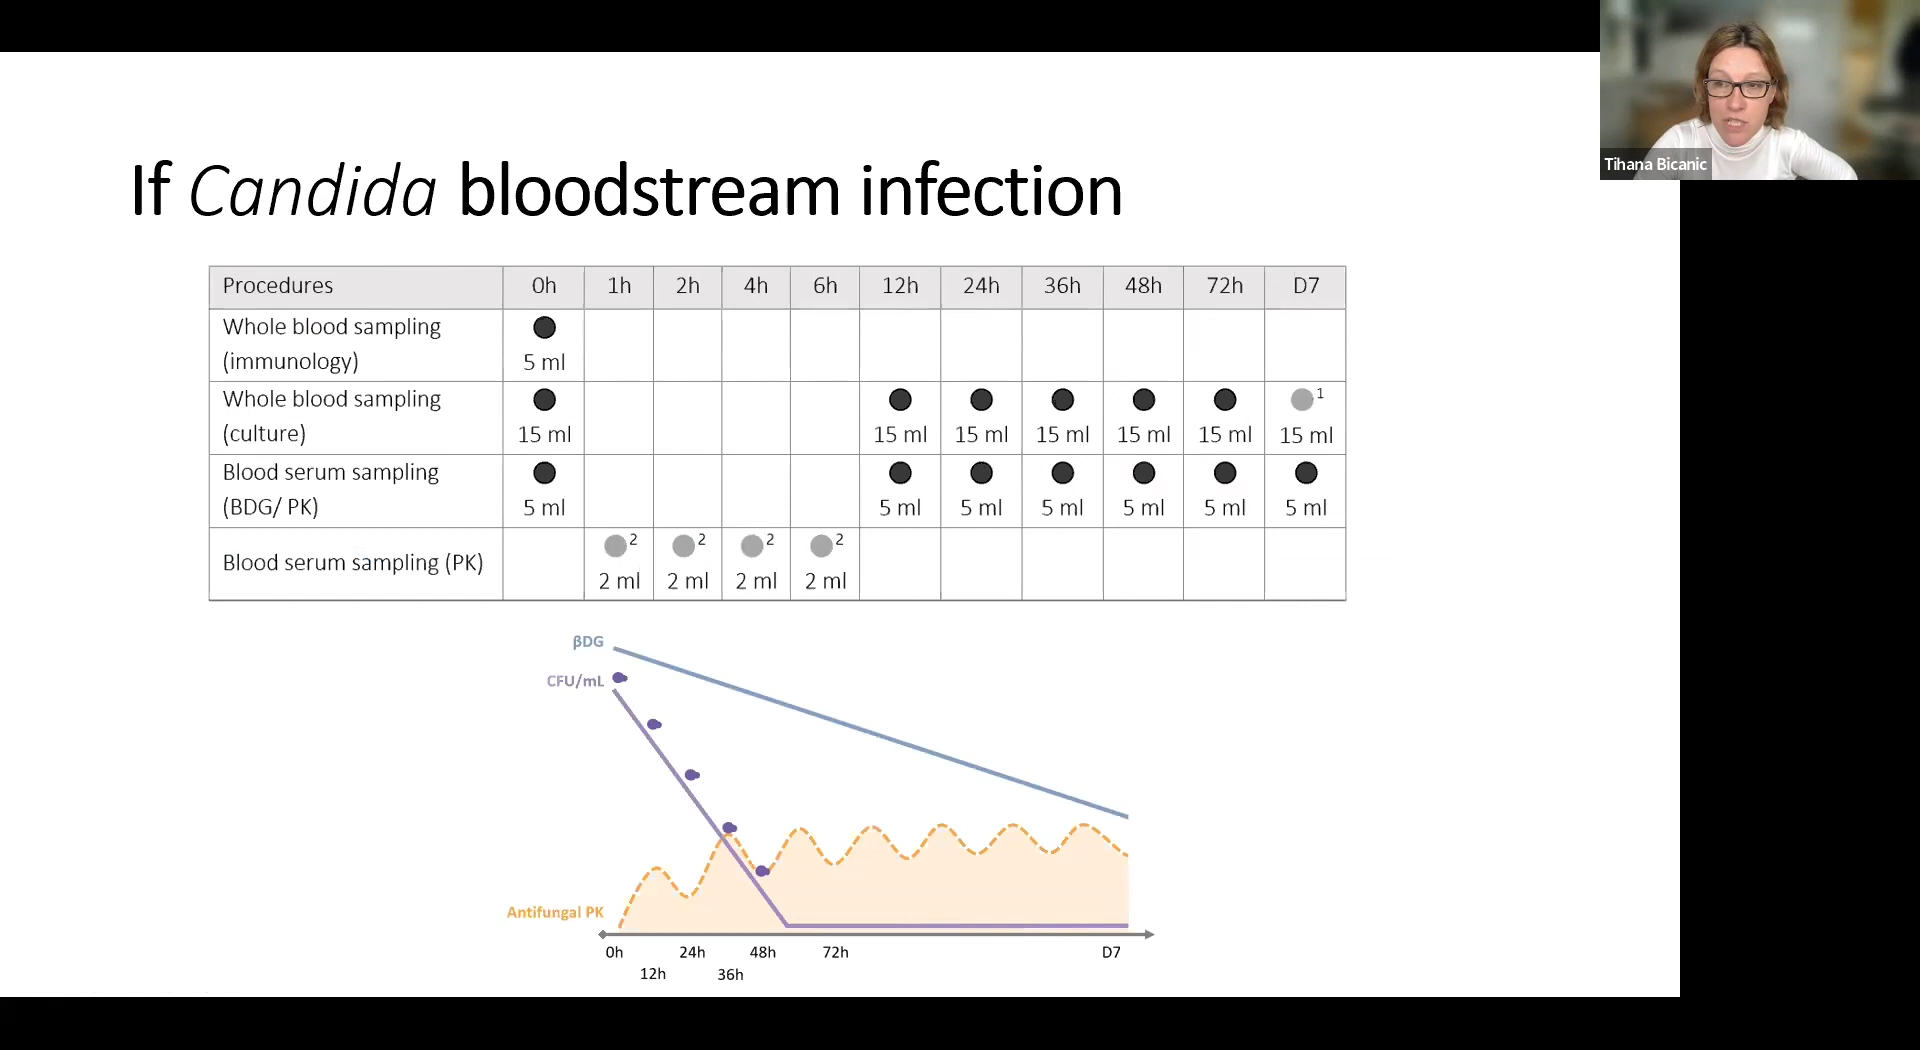 Tihana Bicanic
If Candida bloodstream infection
Procedures 0h 1h 2h 4h 6h 12h 24h 36h 48h 72h D7
Whole blood sampling
(immunology) 5 ml
Whole blood sampling 1
(culture) 15 ml 15 ml 15 ml 15 ml 15 ml 15 ml 15 ml
Blood serum sampling
(BDG/ PK) 5 ml 5 ml 5 ml 5 ml 5 ml 5 ml 5 ml
2 2 2 2
Blood serum sampling (PK)
2 ml 2 ml 2 ml 2 ml
βDG
CFU/mL
Antifungal PK
0h 24h 48h 72h D7
12h 36h